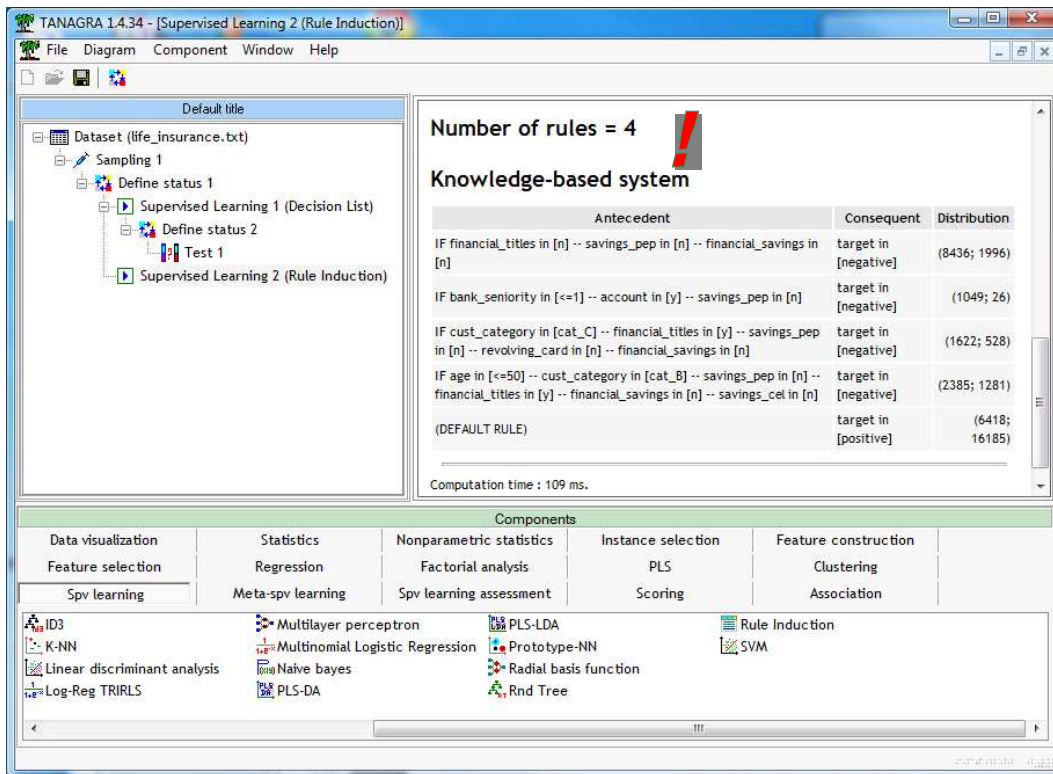 TANAGRA 1.4.34 - [Supervised Learning 2 (Rule Induction)]
File Diagram Component Window Help
Default title
Dataset (life_insurance.txt)
Sampling 1
Define status 1
Supervised Learning 1 (Decision List)
Define status 2
Test 1
Supervised Learning 2 (Rule Induction)
Number of rules = 4 !
Knowledge-based system
Antecedent Consequent Distribution
IF financial_titles in [n] -- savings_pep in [n] -- financial_savings in
[n]
target in
[negative]
(8436; 1996)
IF bank_seniority in [<=1] -- account in [y] -- savings_pep in [n]
target in
[negative]
(1049; 26)
IF cust_category in [cat_C] -- financial_titles in [y] -- savings_pep
in [n] -- revolving_card in [n] -- financial_savings in [n]
target in
[negative]
(1622; 528)
IF age in [<=50] -- cust_category in [cat_B] -- savings_pep in [n] --
financial_titles in [y] -- financial_savings in [n] -- savings_cel in [n]
target in
[negative]
(2385; 1281)
(DEFAULT RULE)
target in
[positive]
(6418;
16185)
Computation time : 109 ms.
Components
Data visualization Statistics Nonparametric statistics Instance selection Feature construction
Feature selection Regression Factorial analysis PLS Clustering
Spv learning Meta-spv learning Spv learning assessment Scoring Association
ID3 Multilayer perceptron PLS-LDA Rule Induction
K-NN Multinomial Logistic Regression Prototype-NN SVM
Linear discriminant analysis Naive bayes Radial basis function
Log-Reg TRIRLS PLS-DA Rnd Tree